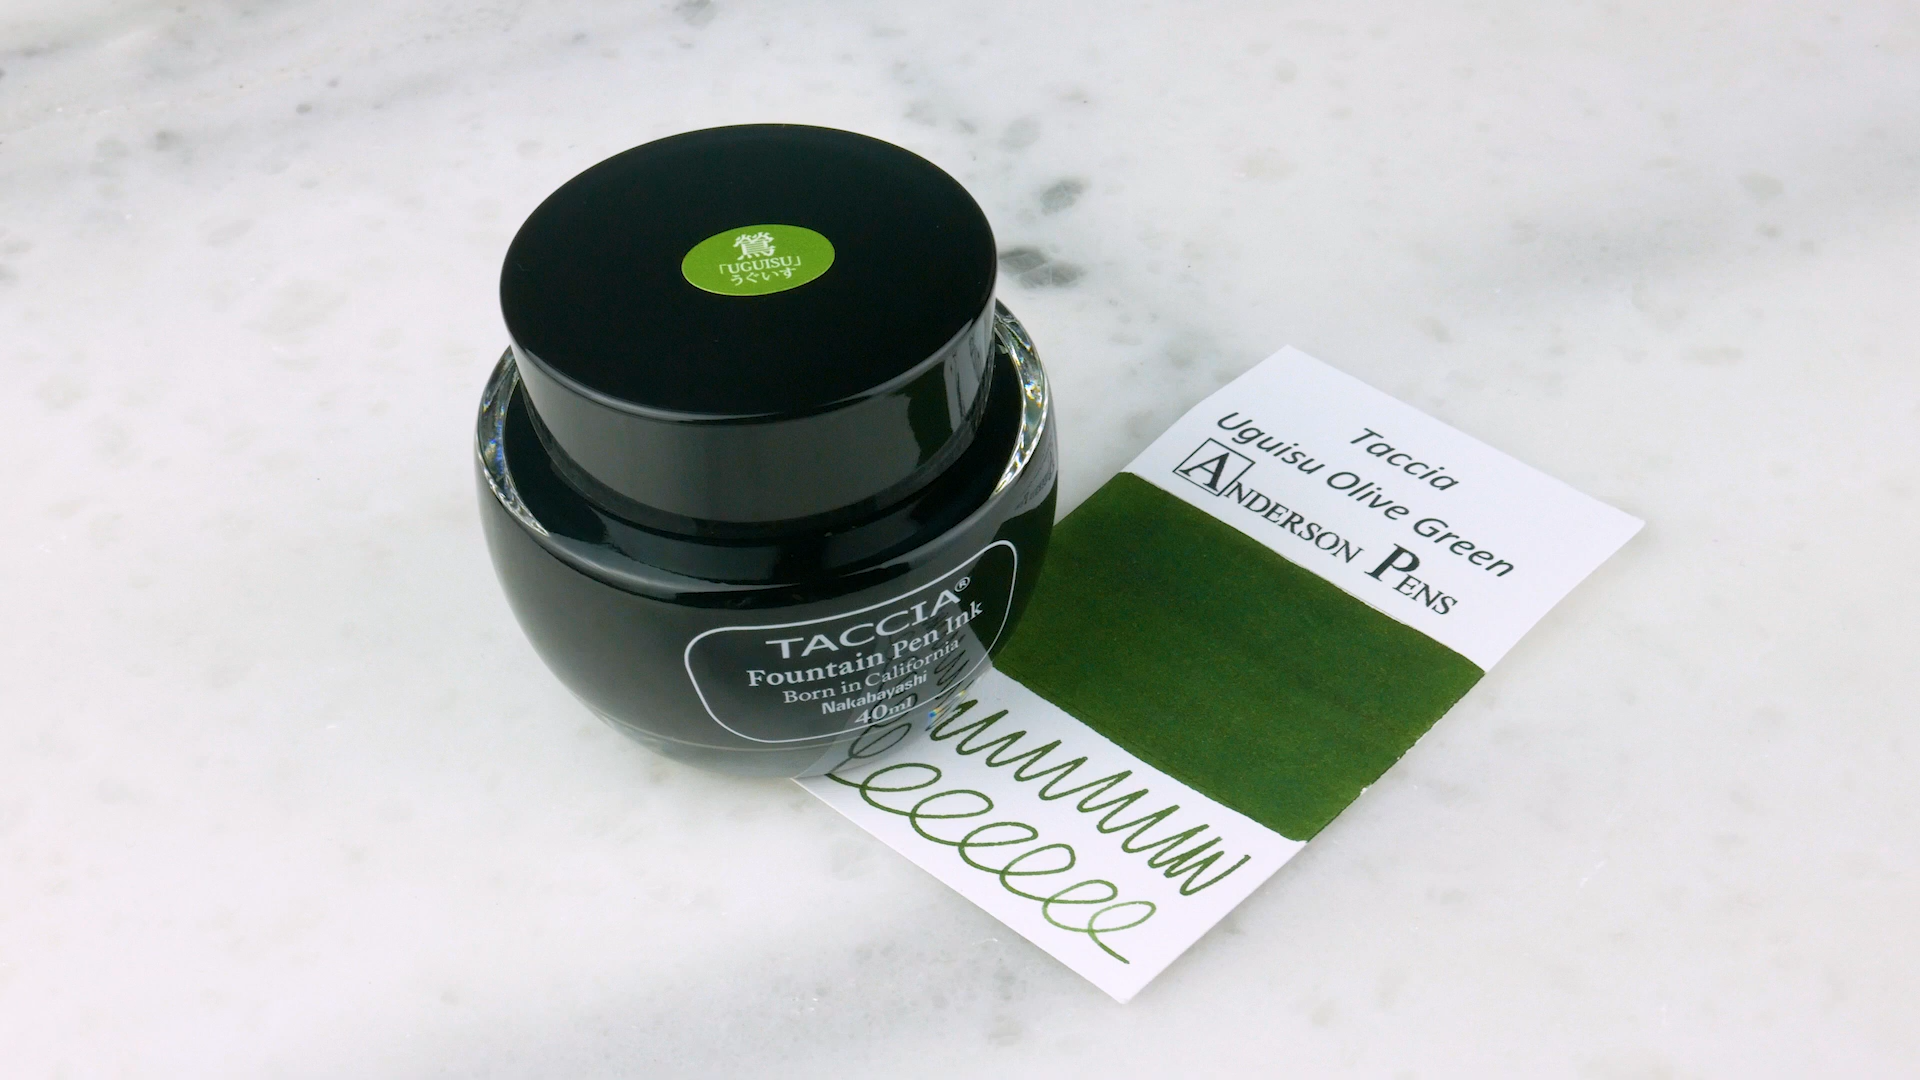 鶯
「UGUISU」
うぐいす
TACCIA®
Fountain Pen Ink
Born in California
Nakabayashi
40ml
Taccia
Uguisu Olive Green
ANDERSON PENS